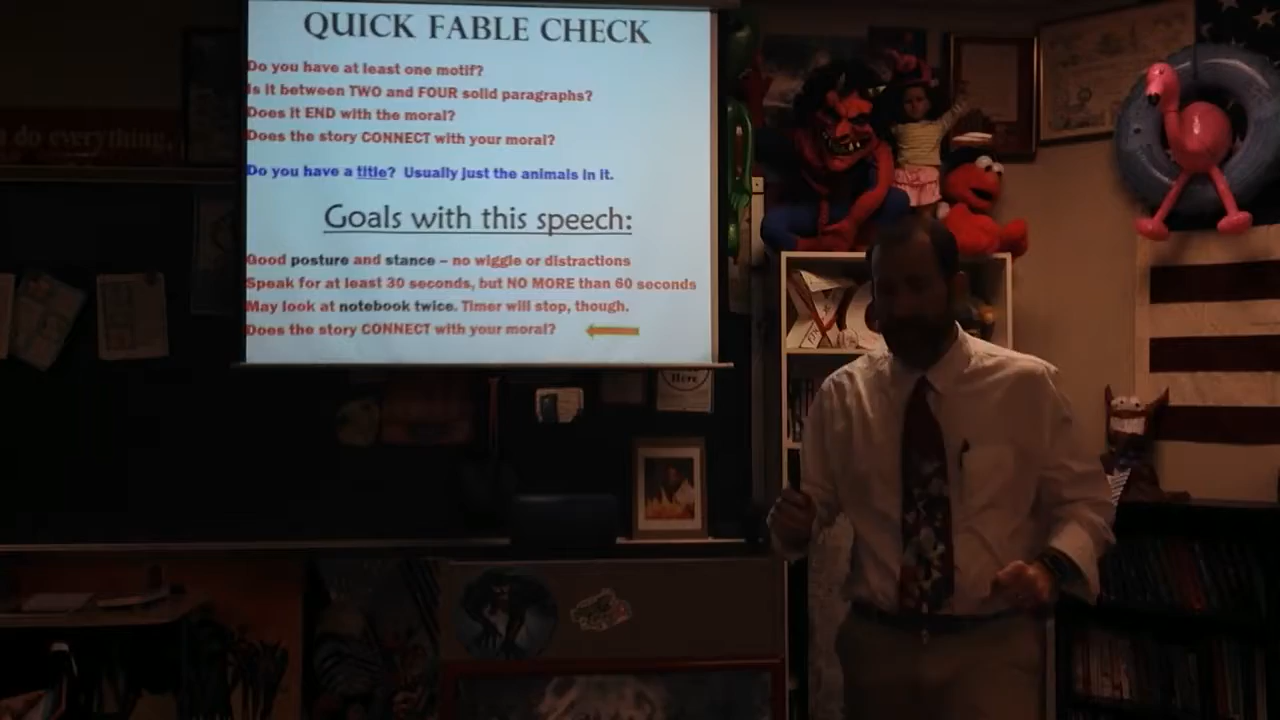 QUICK FABLE CHECK
Do you have at least one motif?
Is it between TWO and FOUR solid paragraphs?
Does it END with the moral?
Does the story CONNECT with your moral?
Do you have a title? Usually just the animals in it.
Goals with this speech:
Good posture and stance – no wiggle or distractions
Speak for at least 30 seconds, but NO MORE than 60 seconds
May look at notebook twice. Timer will stop, though.
Does the story CONNECT with your moral?
do everything,
Here